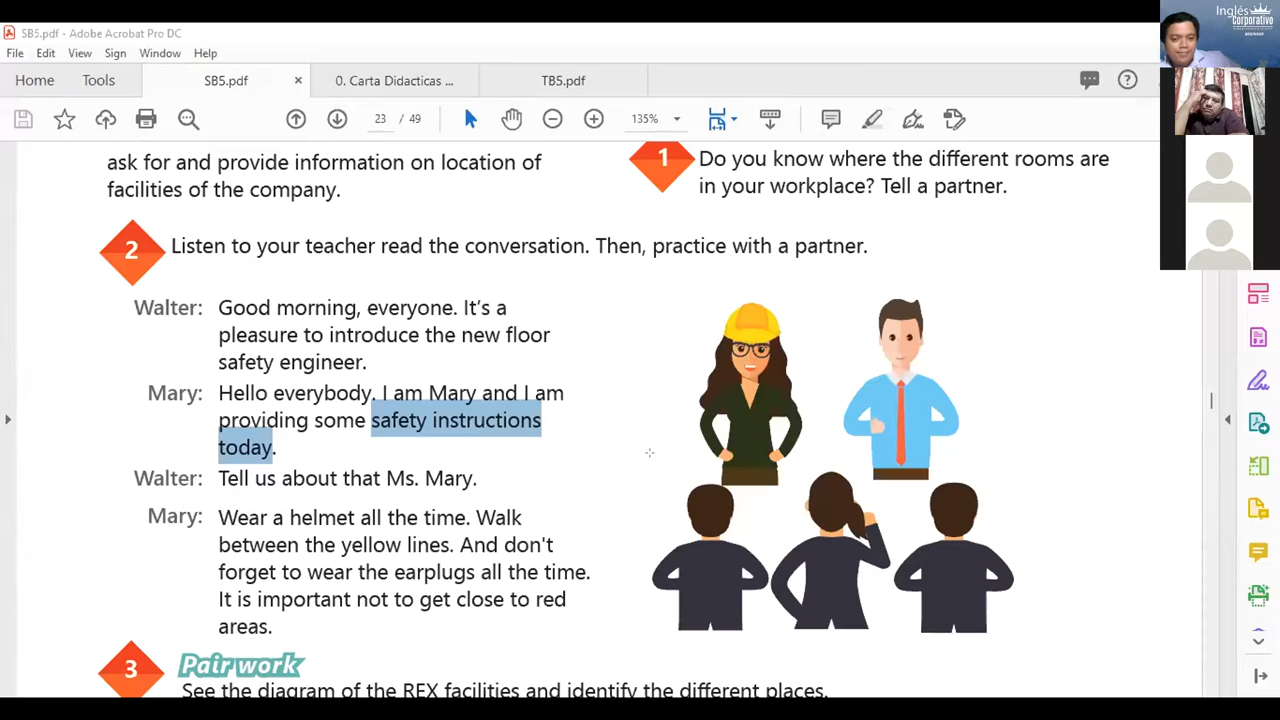 SB5.pdf - Adobe Acrobat Pro DC
File Edit View Sign Window Help
Home Tools SB5.pdf × 0. Carta Didacticas ... TB5.pdf
23 / 49 135%
Inglés
Corporativo
BEGINNER
ask for and provide information on location of
facilities of the company.
1 Do you know where the different rooms are
in your workplace? Tell a partner.
2 Listen to your teacher read the conversation. Then, practice with a partner.
Walter: Good morning, everyone. It's a
pleasure to introduce the new floor
safety engineer.
Mary: Hello everybody. I am Mary and I am
providing some safety instructions
today.
Walter: Tell us about that Ms. Mary.
Mary: Wear a helmet all the time. Walk
between the yellow lines. And don't
forget to wear the earplugs all the time.
It is important not to get close to red
areas.
3 Pair work
See the diagram of the REX facilities and identify the different places.